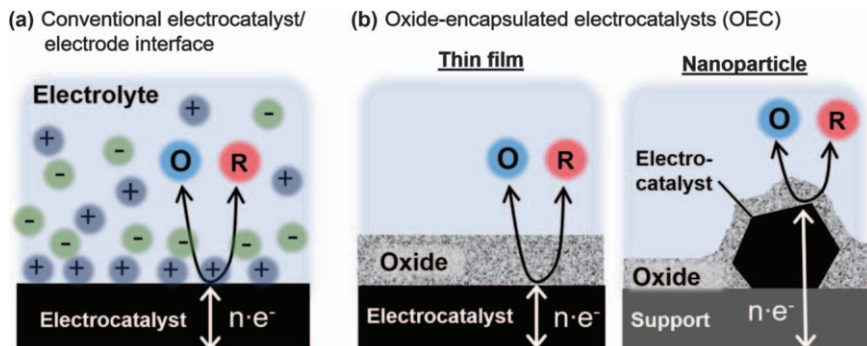 (a) Conventional electrocatalyst/
electrode interface
Electrolyte
+
-
+
-
+
-
+
O
R
+
-
+
-
-
-
-
-
+
+
+
+
+
+
+
Electrocatalyst
n·e-
(b) Oxide-encapsulated electrocatalysts (OEC)
Thin film
O
R
Oxide
Electrocatalyst
n·e-
Nanoparticle
O
R
Electro-
catalyst
Oxide
Support
n·e-